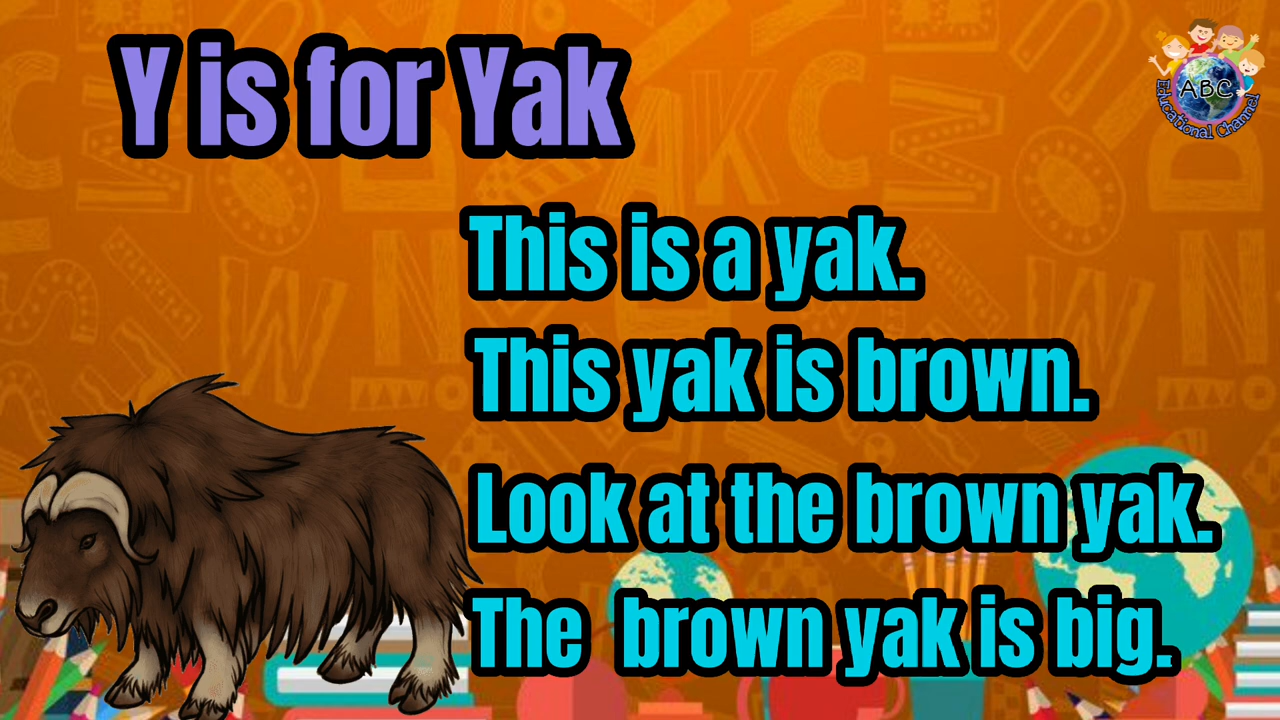 Y is for Yak
ABC
Educational Channel
This is a yak.
This yak is brown.
Look at the brown yak.
The brown yak is big.